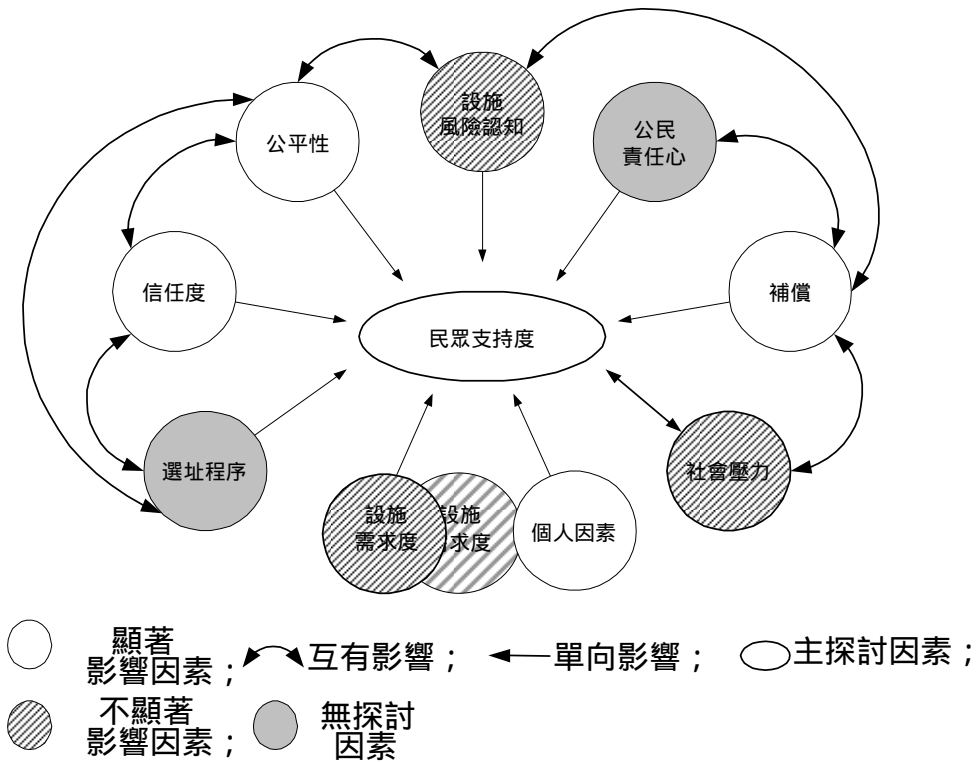 設施
風險認知
公平性
公民
責任心
信任度
補償
民眾支持度
選址程序
社會壓力
設施
需求度
設施
求度
個人因素
顯著
影響因素；
互有影響；
單向影響；
主探討因素；
不顯著
影響因素；
無探討
因素